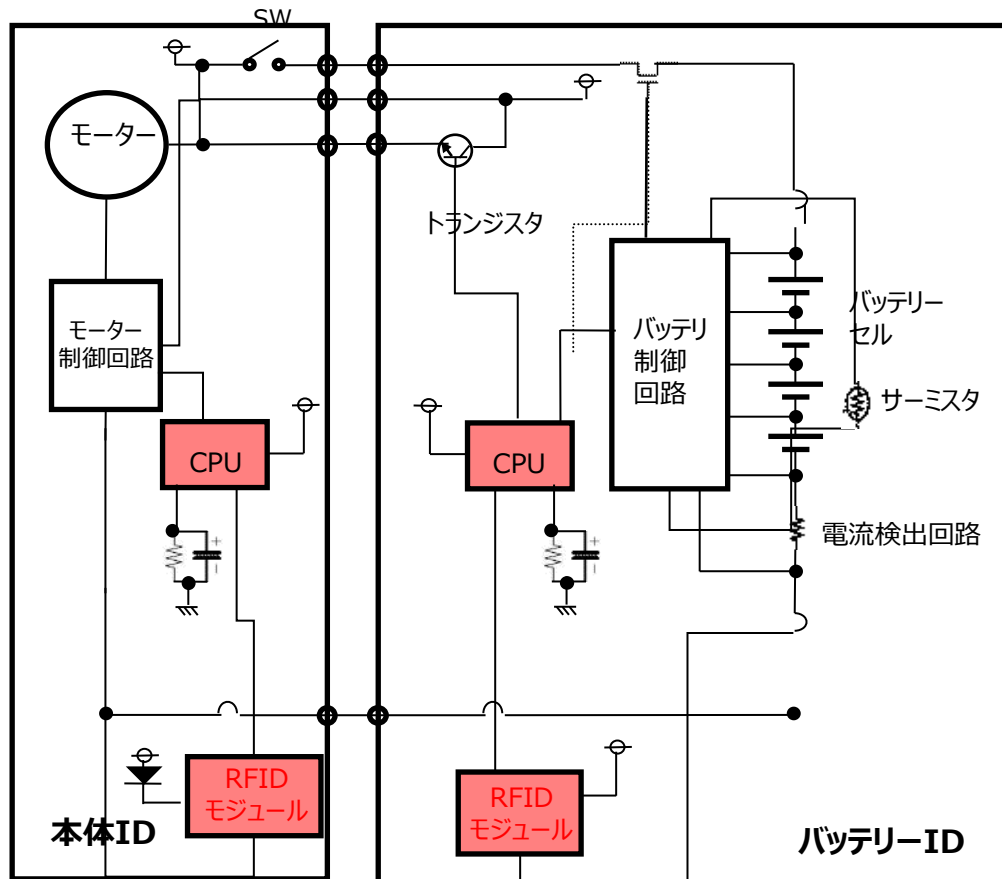 SW
モーター
トランジスタ
モーター
制御回路
バッテリ
制御
回路
バッテリー
セル
サーミスタ
CPU
CPU
電流検出回路
RFID
モジュール
RFID
モジュール
本体ID
バッテリーID